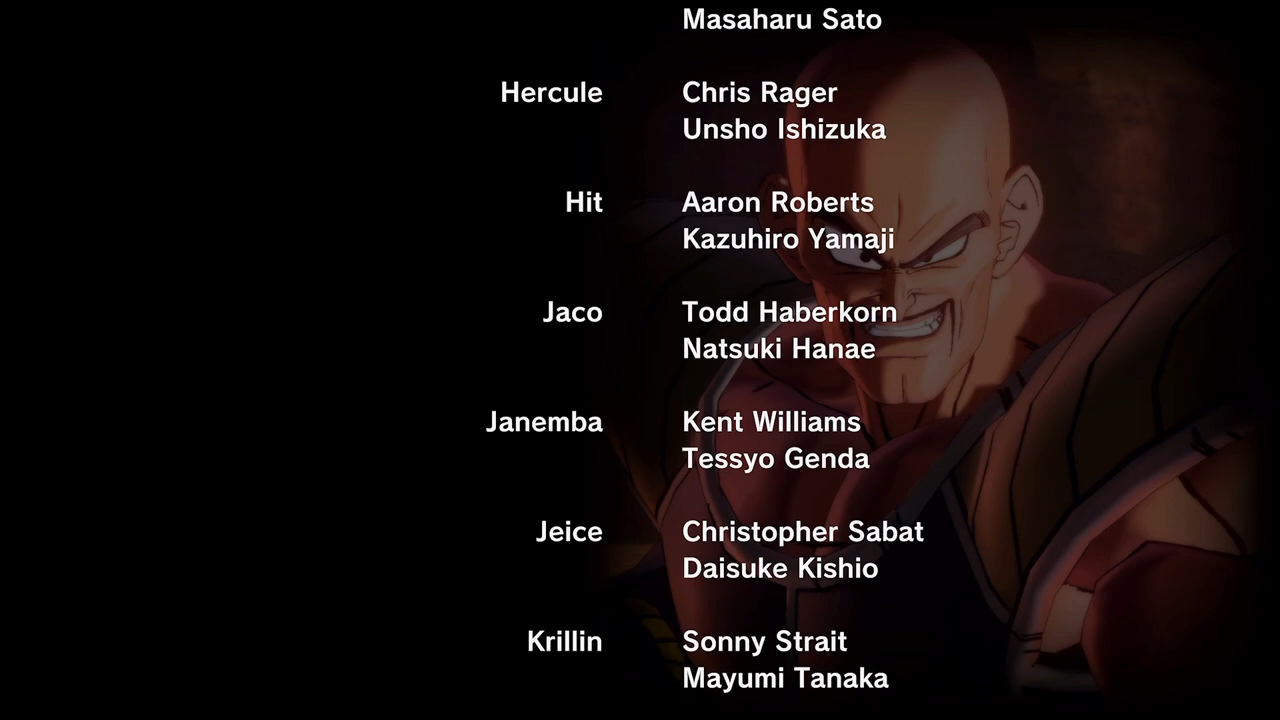 Masaharu Sato
Hercule Chris Rager
Unsho Ishizuka
Hit Aaron Roberts
Kazuhiro Yamaji
Jaco Todd Haberkorn
Natsuki Hanae
Janemba Kent Williams
Tessyo Genda
Jeice Christopher Sabat
Daisuke Kishio
Krillin Sonny Strait
Mayumi Tanaka